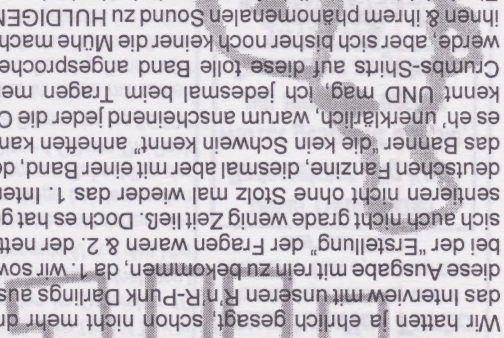 Wir hatten ja ehrlich gesagt, schon nicht mehr dr
das Interview mit unseren R'n'R-Punk Darlings aus
diese Ausgabe mit rein zu bekommen, da 1. wir sow
bei der "Erstellung" der Fragen waren & 2. der nett
sich auch nicht grade wenig Zeit ließ. Doch es hat ge
sentieren nicht ohne Stolz mal wieder das 1. Inter
deutschen Fanzine, diesmal aber mit einer Band, de
das Banner "die kein Schwein kennt" anheften kan
es eh' unerklärlich, warum anscheinend jeder die C
kennt UND mag, ich jedesmal beim Tragen me
Crumbs-Shirts auf diese tolle Band angesproche
werde, aber sich bisher noch keiner die Mühe mach
ihnen & ihrem phänomenalen Sound zu HULDIGEN